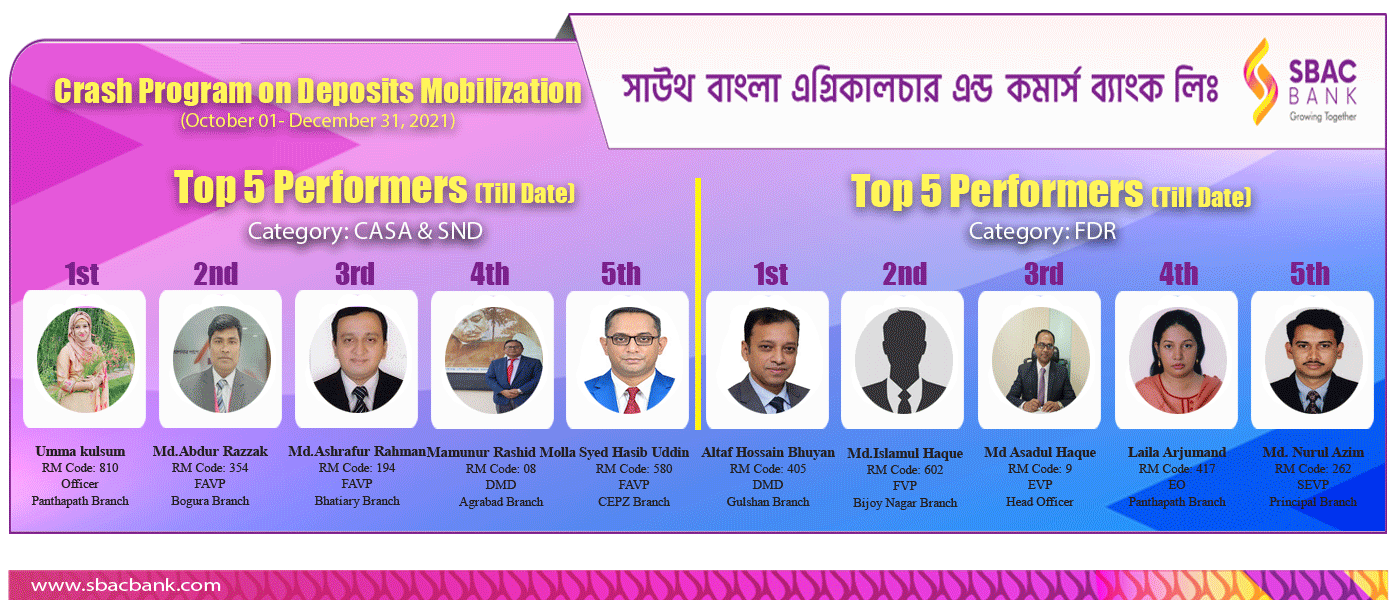 Crash Program on Deposits Mobilization
(October 01- December 31, 2021)
সাউথ বাংলা এগ্রিকালচার এন্ড কমার্স ব্যাংক লিঃ
SBAC
BANK
Growing Together
Top 5 Performers (Till Date)
Category: CASA & SND
1st 2nd 3rd 4th 5th
Umma kulsum Md.Abdur Razzak Md.Ashrafur Rahman Mamunur Rashid Molla Syed Hasib Uddin
RM Code: 810 RM Code: 354 RM Code: 194 RM Code: 08 RM Code: 580
Officer FAVP FAVP DMD FAVP
Panthapath Branch Bogura Branch Bhatiary Branch Agrabad Branch CEPZ Branch
Top 5 Performers (Till Date)
Category: FDR
1st 2nd 3rd 4th 5th
Altaf Hossain Bhuyan Md.Islamul Haque Md Asadul Haque Laila Arjumand Md. Nurul Azim
RM Code: 405 RM Code: 602 RM Code: 9 RM Code: 417 RM Code: 262
DMD FVP EVP EO SEVP
Gulshan Branch Bijoy Nagar Branch Head Officer Panthapath Branch Principal Branch
www.sbacbank.com